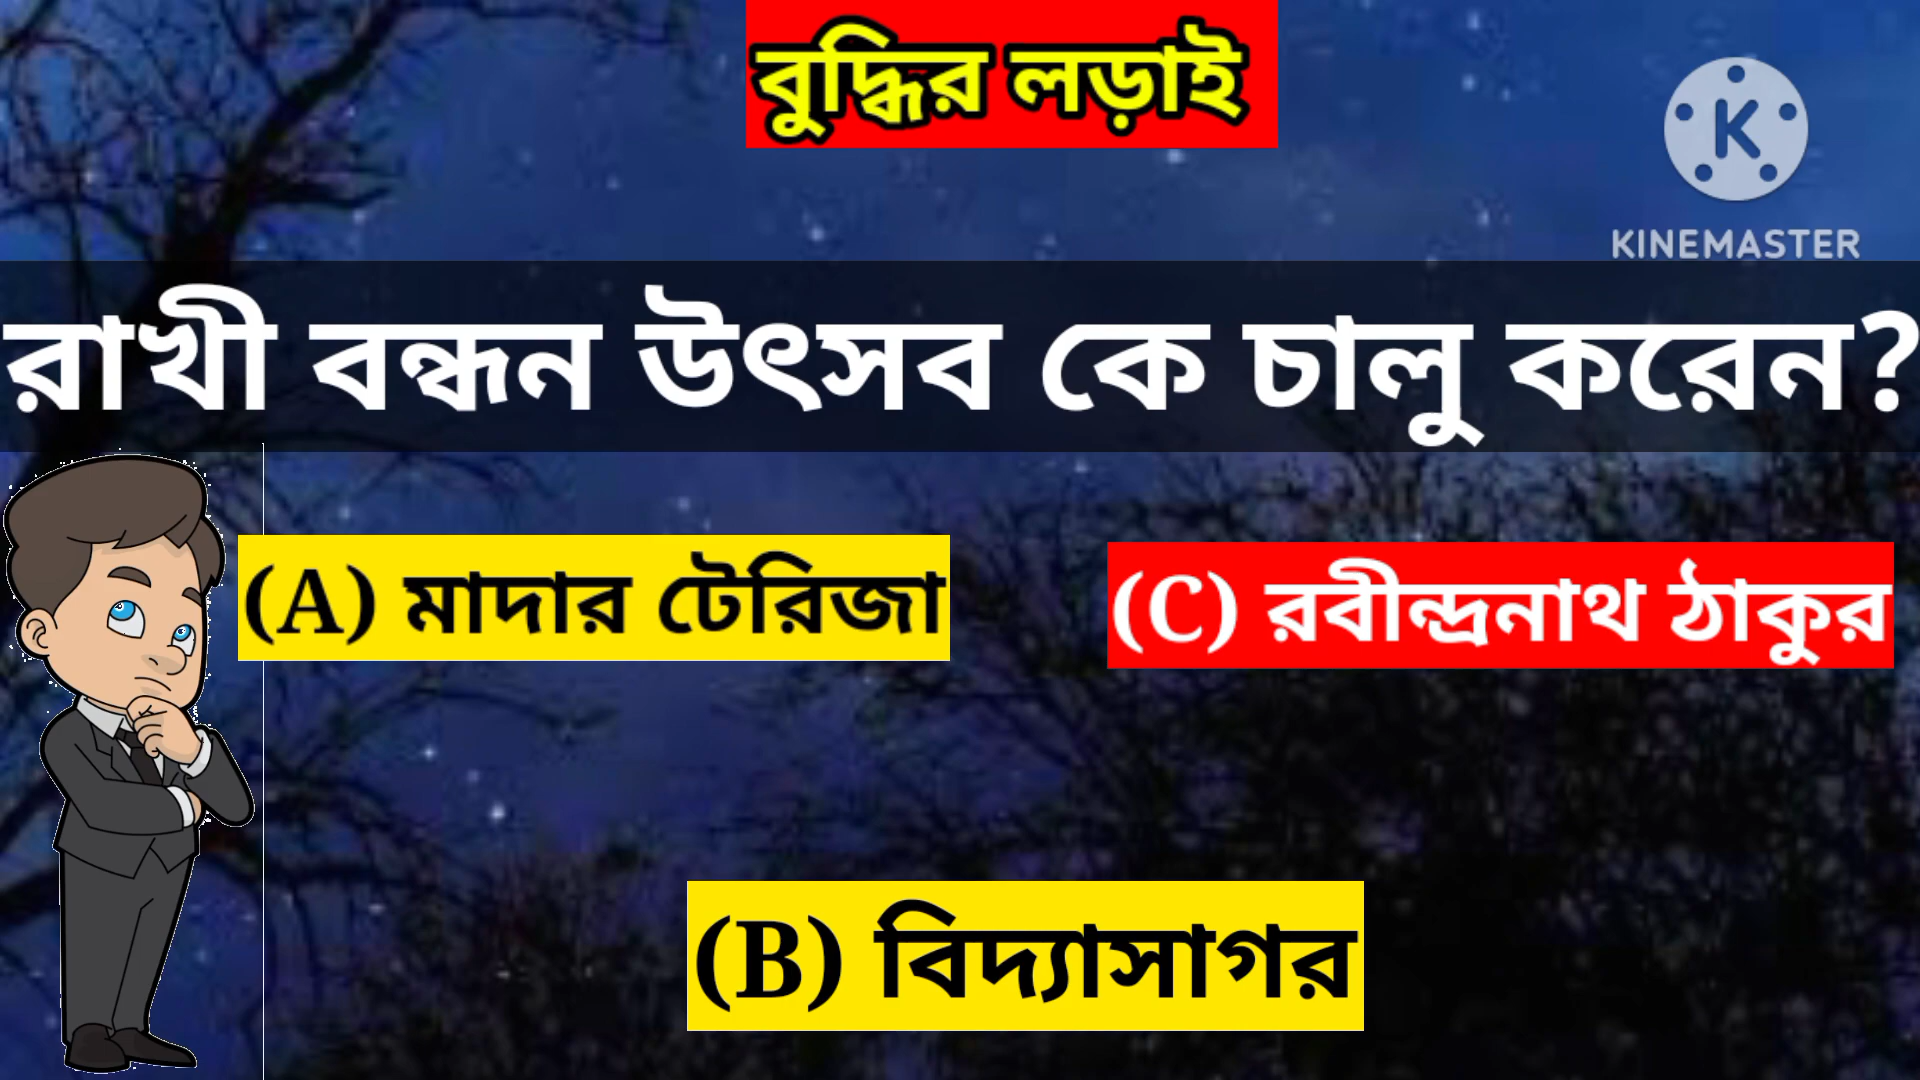 বুদ্ধির লড়াই
K
KINEMASTER
রাখী বন্ধন উৎসব কে চালু করেন?
(A) মাদার টেরিজা
(C) রবীন্দ্রনাথ ঠাকুর
(B) বিদ্যাসাগর